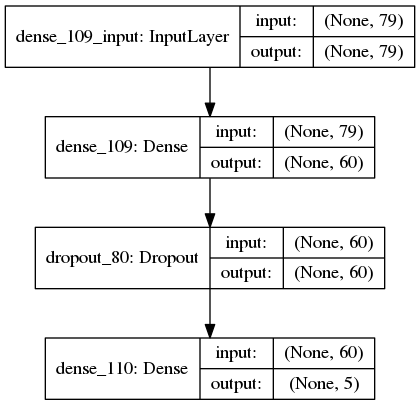 dense_109_input: InputLayer
input: (None, 79)
output: (None, 79)
dense_109: Dense
input: (None, 79)
output: (None, 60)
dropout_80: Dropout
input: (None, 60)
output: (None, 60)
dense_110: Dense
input: (None, 60)
output: (None, 5)